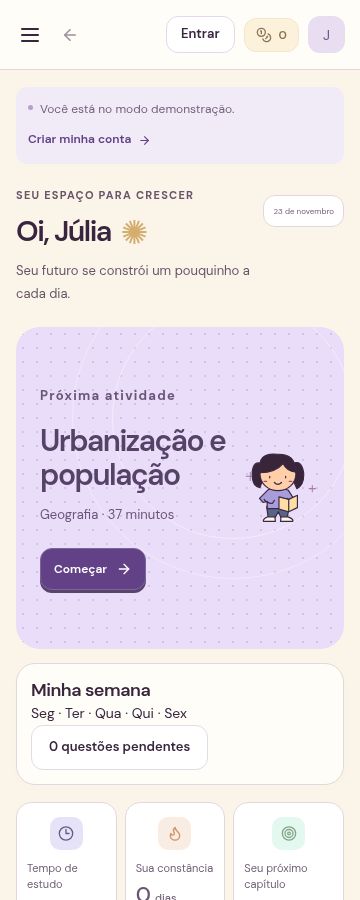 Entrar
0
J
Você está no modo demonstração.
Criar minha conta
SEU ESPAÇO PARA CRESCER
23 de novembro
Oi, Júlia
Seu futuro se constrói um pouquinho a
cada dia.
Próxima atividade
Urbanização e
população
Geografia · 37 minutos
Começar
Minha semana
Seg · Ter · Qua · Qui · Sex
0 questões pendentes
Tempo de
estudo
Sua constância
0 dias
Seu próximo
capítulo